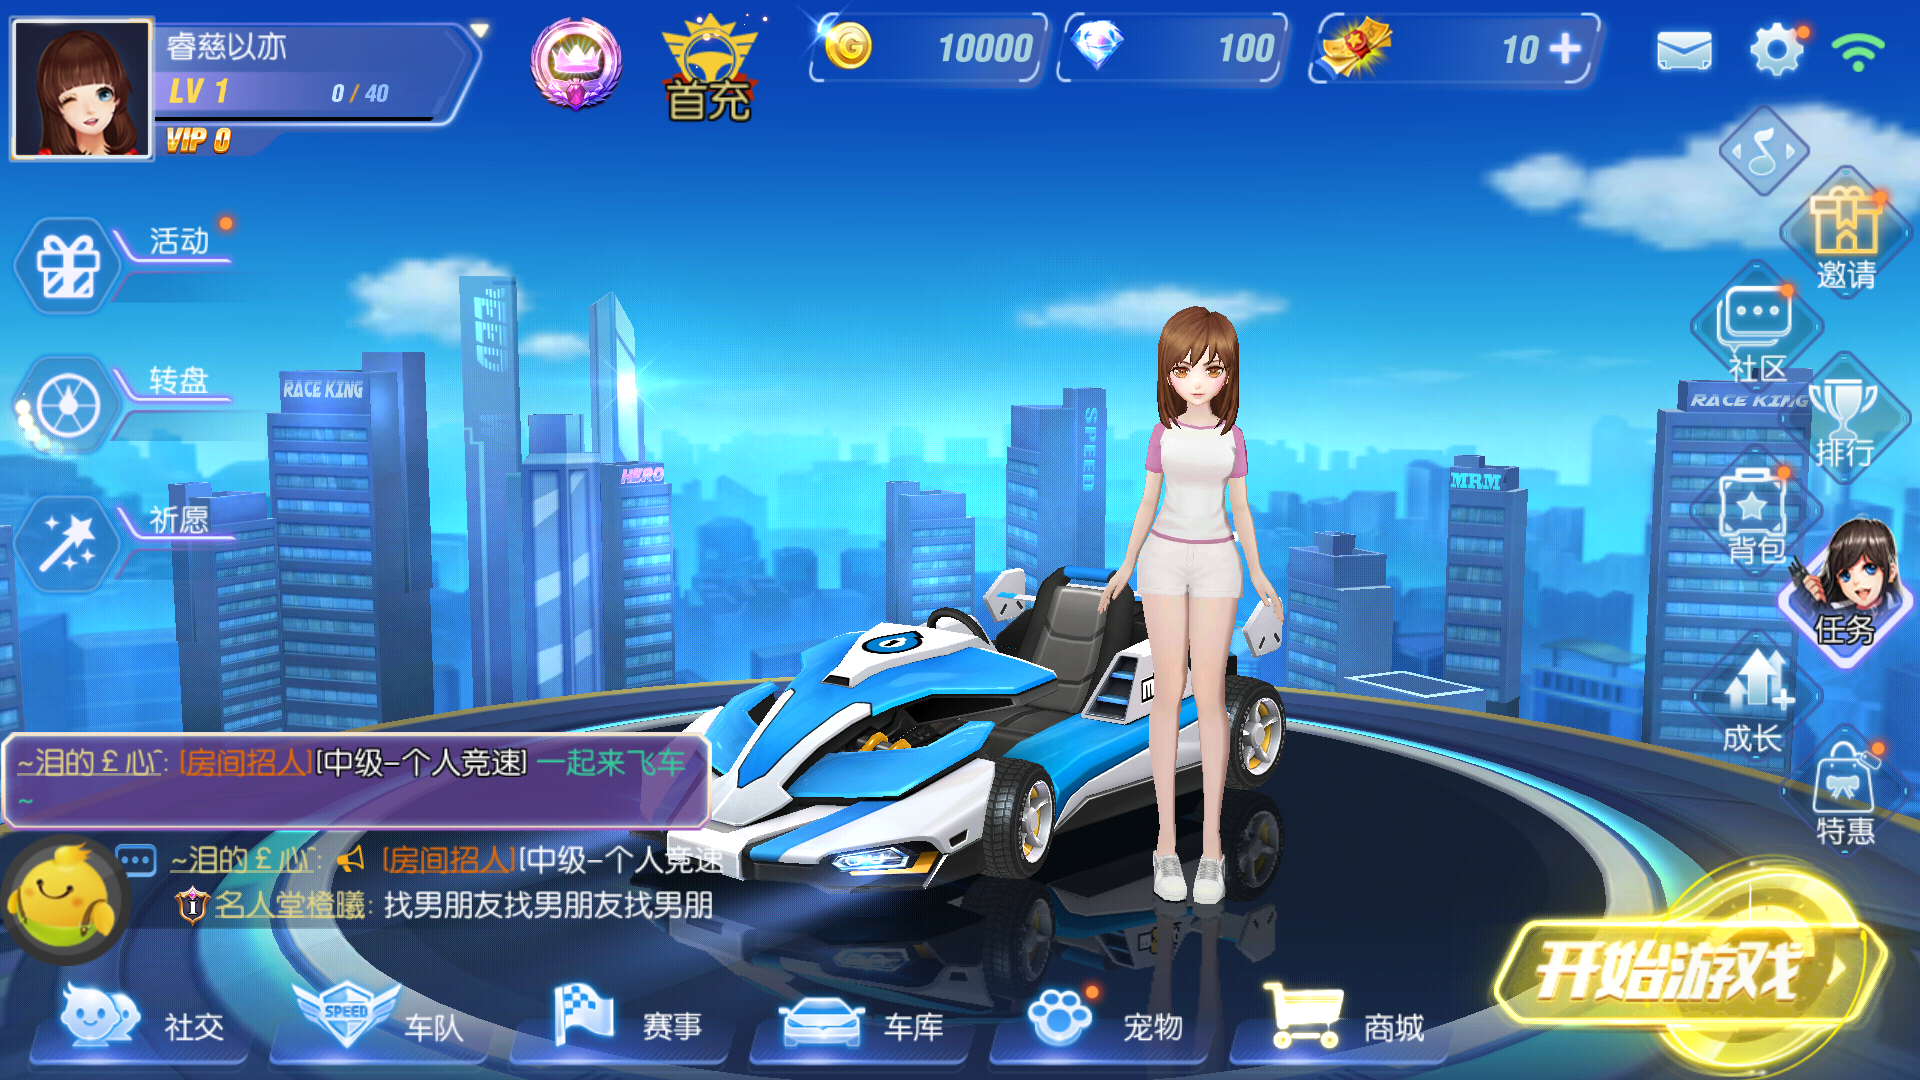 睿慈以亦
LV 1
0 / 40
VIP 0
首充
10000
100
10
活动
转盘
祈愿
邀请
社区
排行
背包
任务
成长
特惠
RACE KING
HERO
SPEED
MRM
RACE KING
~泪的￡心̂: [房间招人][中级-个人竞速] 一起来飞车
~
~泪的￡心̂: [房间招人][中级-个人竞速
I 名人堂橙曦: 找男朋友找男朋友找男朋
开始游戏
社交
SPEED
车队
赛事
车库
宠物
商城